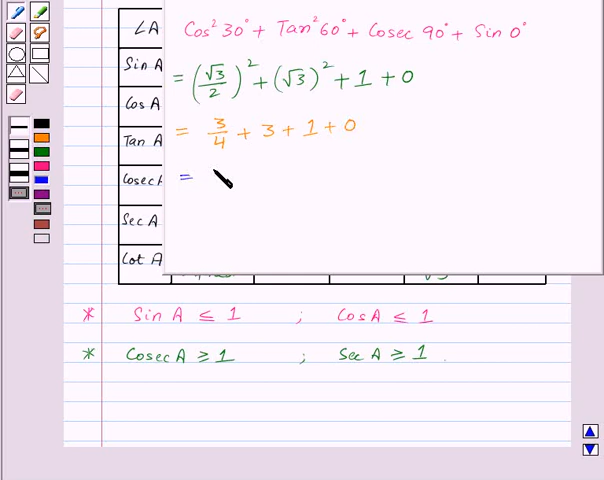 ∠A
Cos² 30° + Tan² 60° + Cosec 90° + Sin 0°
Sin A
= (√3/2)² + (√3)² + 1 + 0
Cos A
Tan A
= 3/4 + 3 + 1 + 0
Cosec A
=
Sec A
Cot A
* Sin A ≤ 1 ; Cos A ≤ 1
* Cosec A ≥ 1 ; Sec A ≥ 1